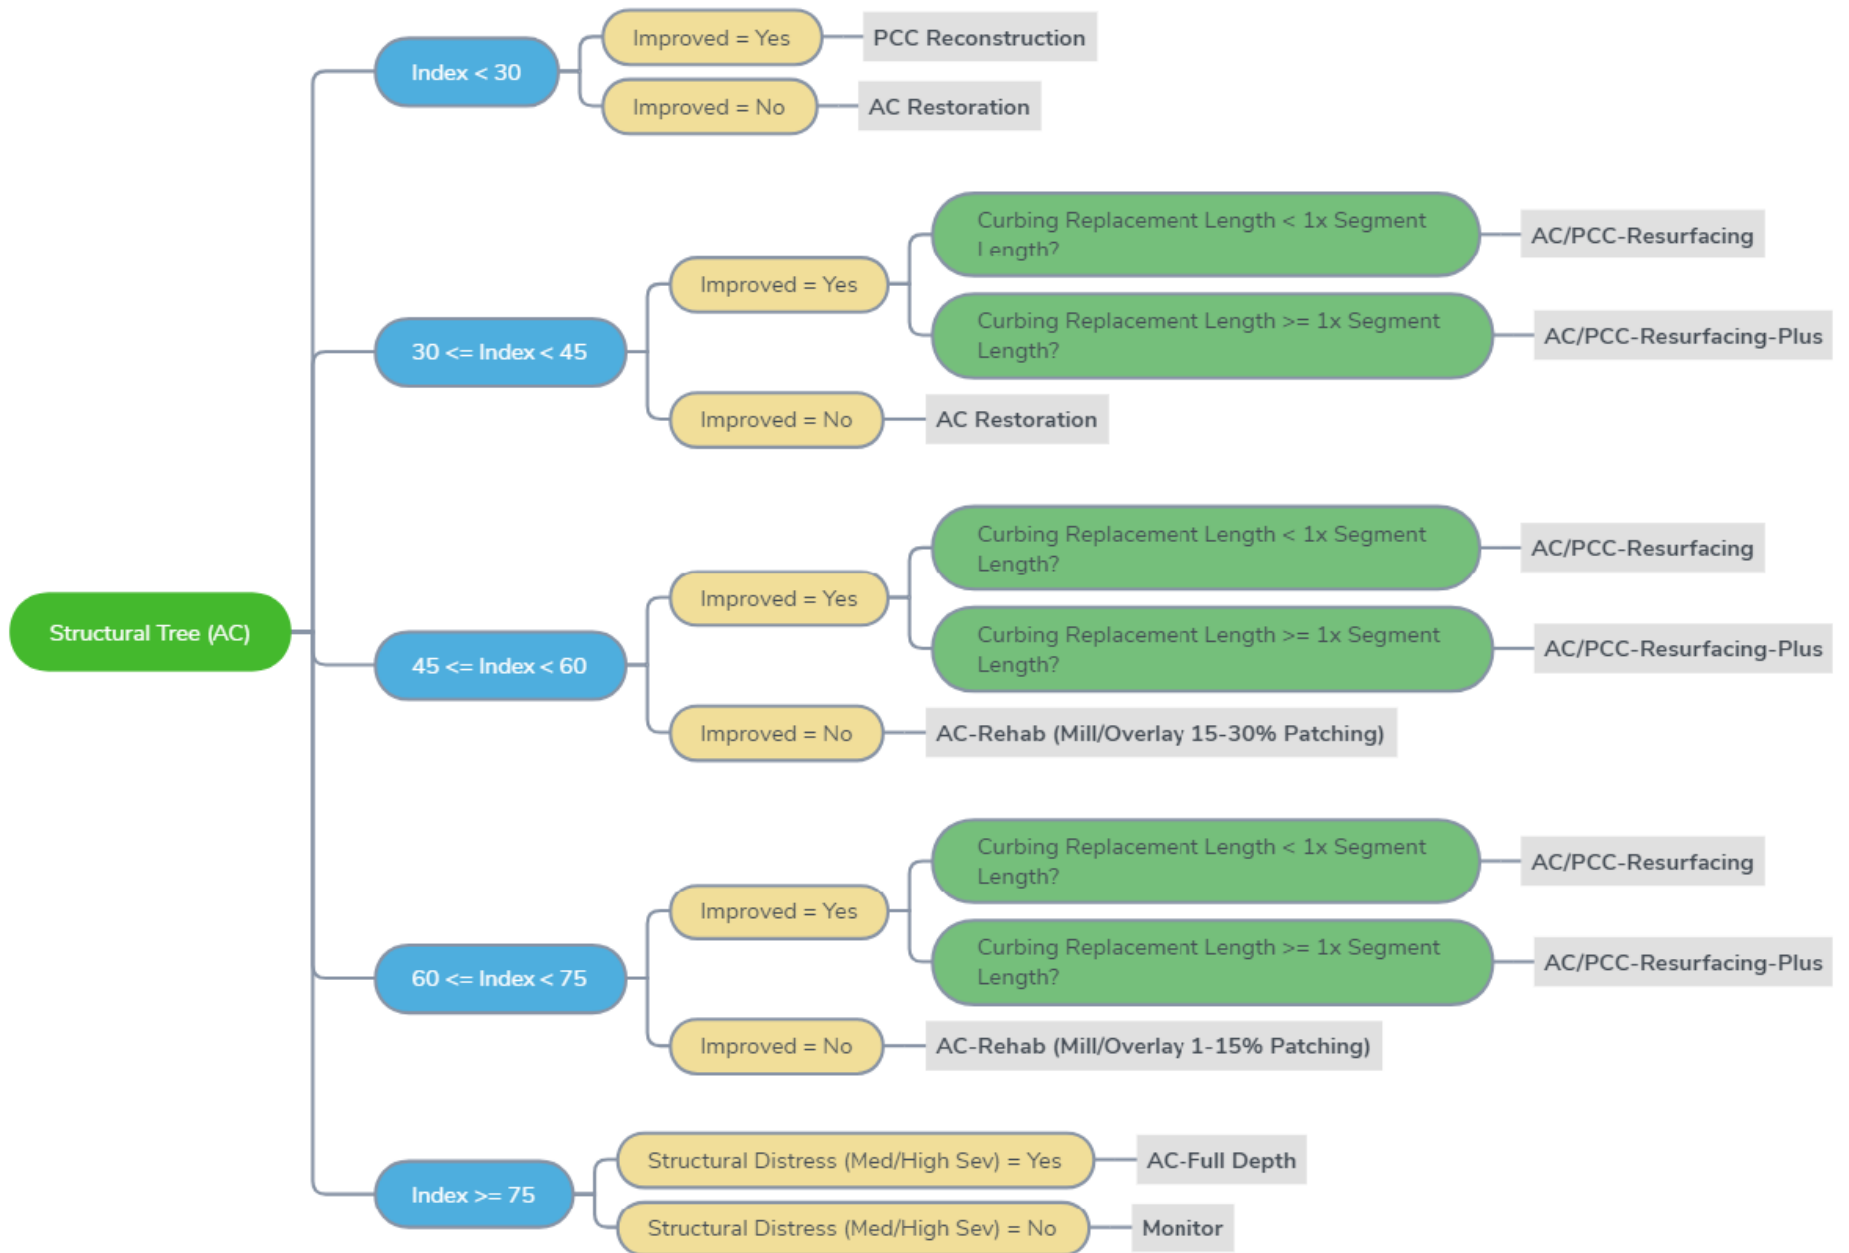 Index < 30
Improved = Yes
PCC Reconstruction
Improved = No
AC Restoration
30 <= Index < 45
Improved = Yes
Curbing Replacement Length < 1x Segment
Length?
AC/PCC-Resurfacing
Curbing Replacement Length >= 1x Segment
Length?
AC/PCC-Resurfacing-Plus
Improved = No
AC Restoration
Structural Tree (AC)
45 <= Index < 60
Improved = Yes
Curbing Replacement Length < 1x Segment
Length?
AC/PCC-Resurfacing
Curbing Replacement Length >= 1x Segment
Length?
AC/PCC-Resurfacing-Plus
Improved = No
AC-Rehab (Mill/Overlay 15-30% Patching)
60 <= Index < 75
Improved = Yes
Curbing Replacement Length < 1x Segment
Length?
AC/PCC-Resurfacing
Curbing Replacement Length >= 1x Segment
Length?
AC/PCC-Resurfacing-Plus
Improved = No
AC-Rehab (Mill/Overlay 1-15% Patching)
Index >= 75
Structural Distress (Med/High Sev) = Yes
AC-Full Depth
Structural Distress (Med/High Sev) = No
Monitor